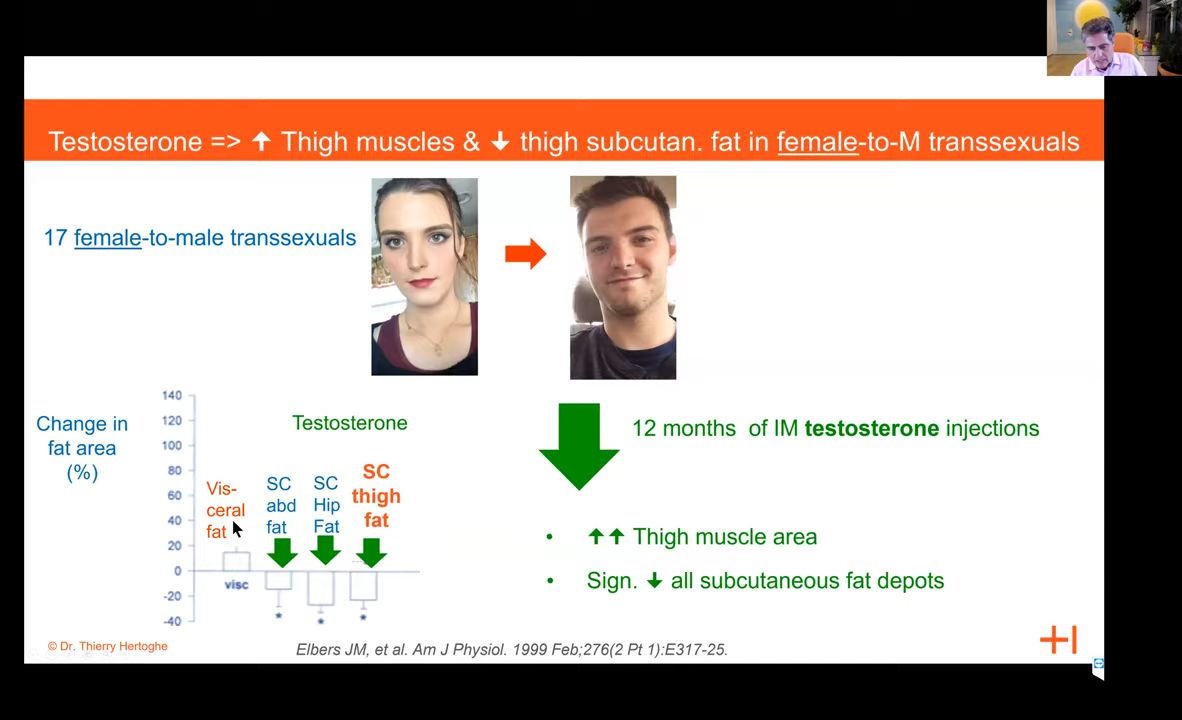 Testosterone => ↑ Thigh muscles & ↓ thigh subcutan. fat in female-to-M transsexuals
17 female-to-male transsexuals
Change in
fat area
(%)
140
120
100
80
60
40
20
0
-20
-40
Testosterone
Vis-
ceral
fat
SC
abd
fat
SC
Hip
Fat
SC
thigh
fat
visc
*
*
*
12 months of IM testosterone injections
• ↑↑ Thigh muscle area
• Sign. ↓ all subcutaneous fat depots
© Dr. Thierry Hertoghe
Elbers JM, et al. Am J Physiol. 1999 Feb;276(2 Pt 1):E317-25.